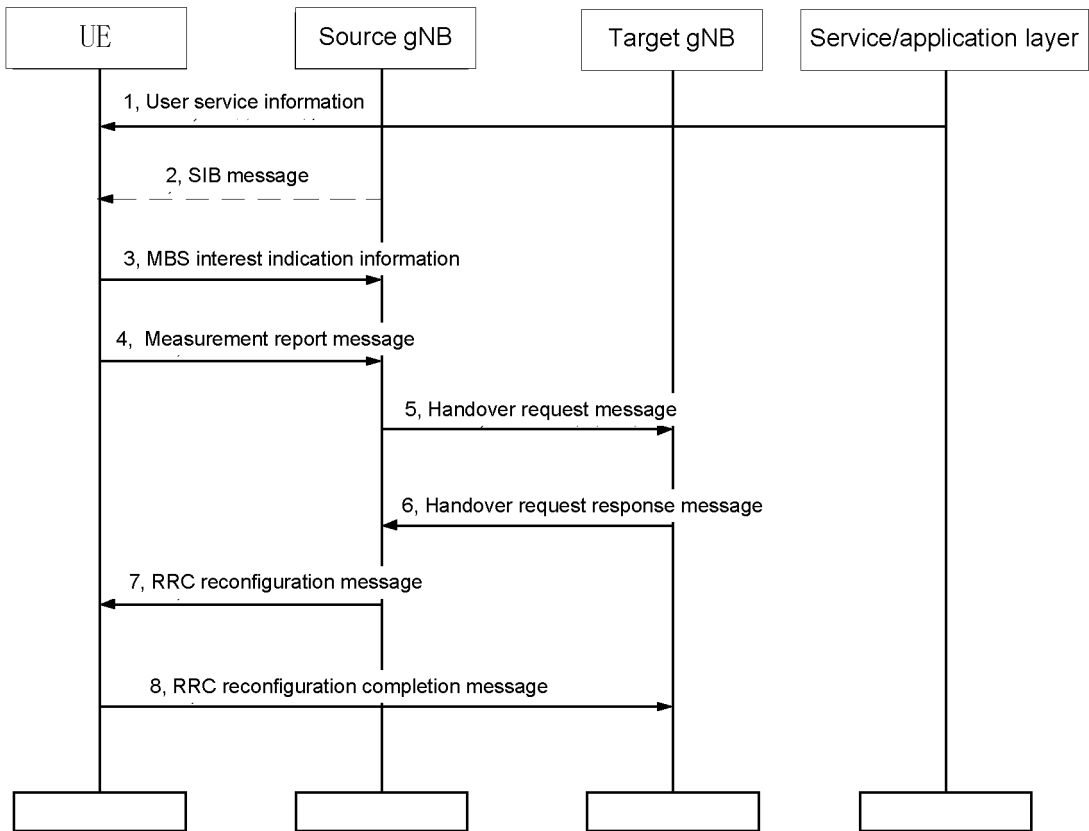 UE
Source gNB
Target gNB
Service/application layer
1, User service information
2, SIB message
3, MBS interest indication information
4, Measurement report message
5, Handover request message
6, Handover request response message
7, RRC reconfiguration message
8, RRC reconfiguration completion message